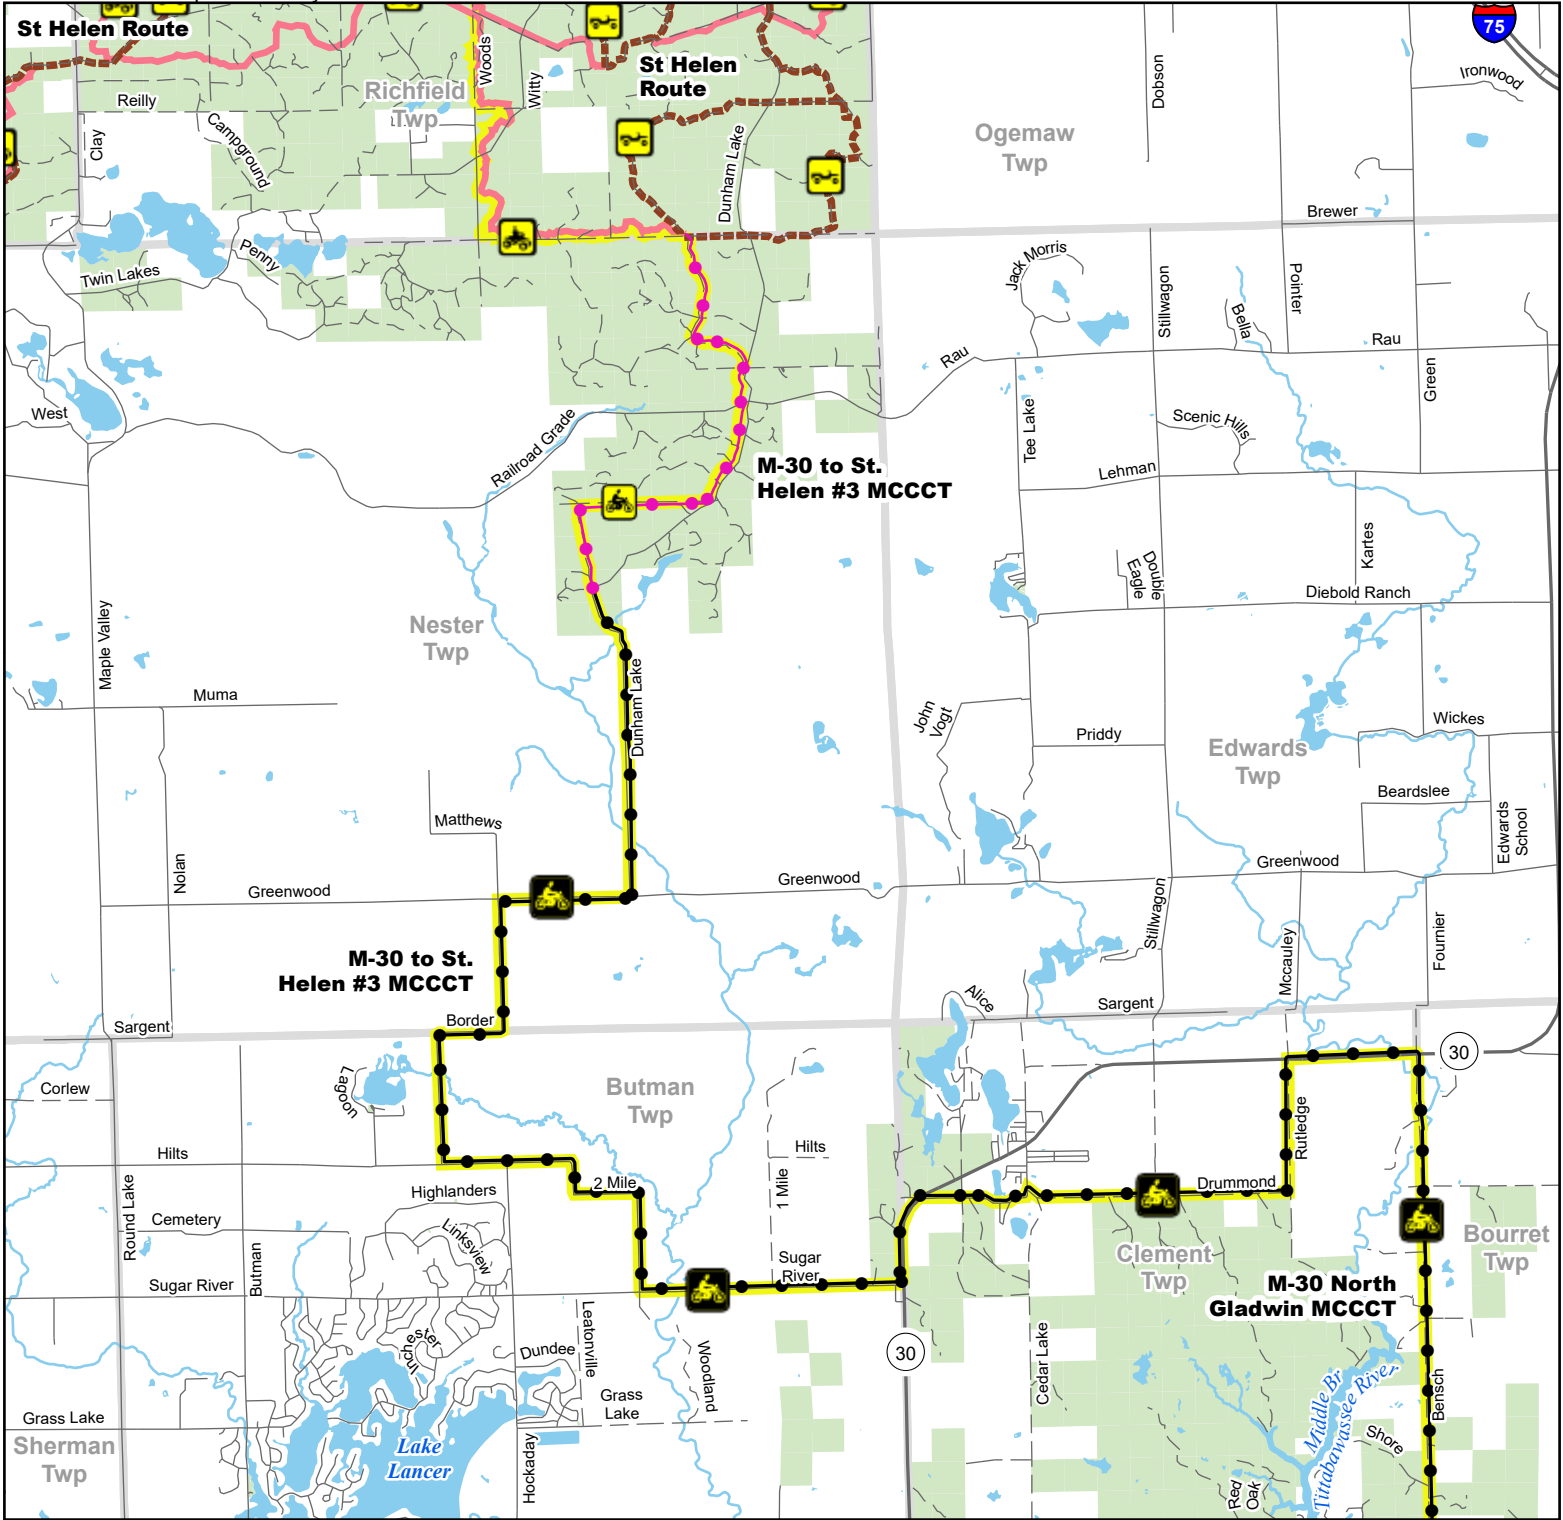 St Helen Route
75
Woods
Witty
St Helen
Route
Richfield
Twp
Reilly
Clay
Campground
Dunham Lake
Dobson
Ironwood
Ogemaw
Twp
Brewer
Penny
Twin Lakes
Jack Morris
Stillwagon
Pointer
Bella
Rau
Rau
Green
West
Railroad Grade
Tee Lake
Scenic Hills
Lehman
M-30 to St.
Helen #3 MCCCT
Kartes
Double
Eagle
Diebold Ranch
Nester
Twp
Maple Valley
Muma
Dunham Lake
John
Vogt
Priddy
Edwards
Twp
Wickes
Beardslee
Edwards
School
Matthews
Nolan
Greenwood
Greenwood
Greenwood
Stillwagon
Mccauley
Fournier
M-30 to St.
Helen #3 MCCCT
Alice
Sargent
Border
Sargent
30
Lagoon
Corlew
Butman
Twp
Rutledge
Hilts
Hilts
1 Mile
2 Mile
Drummond
Highlanders
Round Lake
Cemetery
Linksview
Butman
Sugar River
Sugar
River
Clement
Twp
Bourret
Twp
M-30 North
Gladwin MCCCT
Leatonville
Dundee
Woodland
30
Cedar Lake
Grass
Lake
Grass Lake
Bensch
Middle Br
Tittabawassee River
Shore
Sherman
Twp
Lake
Lancer
Hockaday
Red
Oak